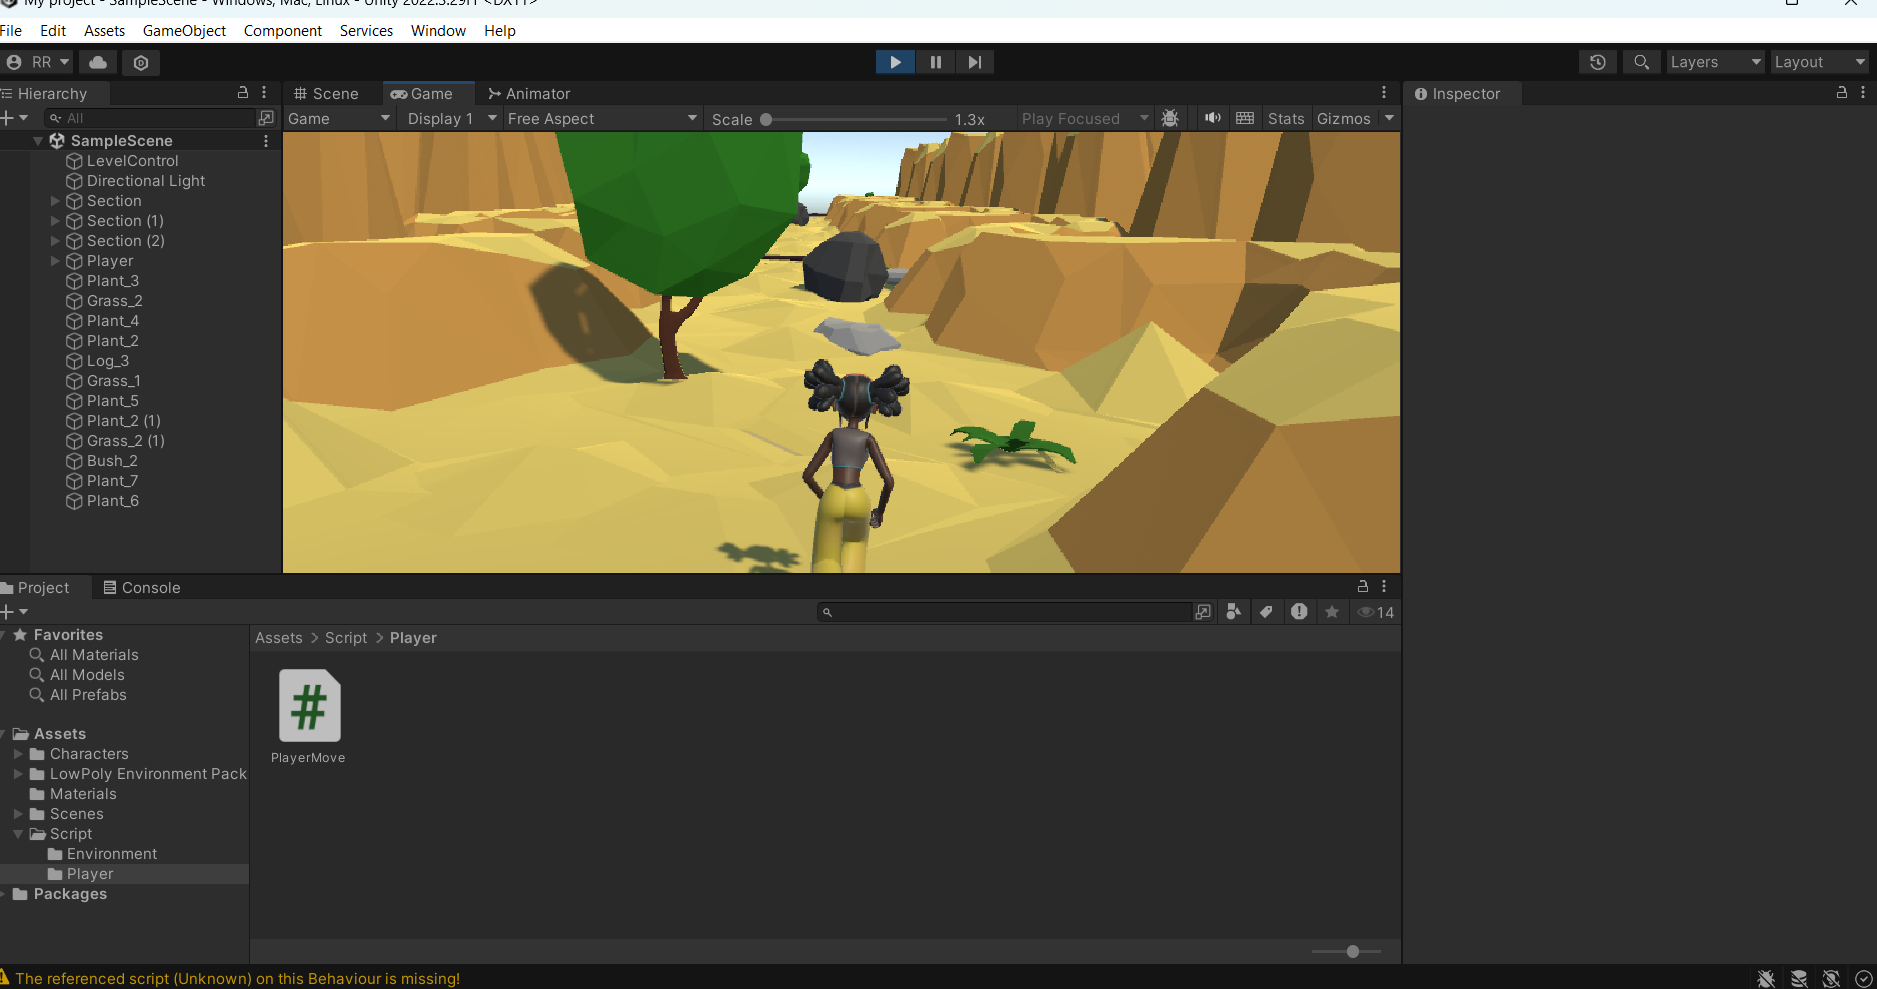 My project - SampleScene - Windows, Mac, Linux - Unity 2022.3.29f1 <DX11>
File Edit Assets GameObject Component Services Window Help
RR Layers Layout
Hierarchy
All
SampleScene
LevelControl
Directional Light
Section
Section (1)
Section (2)
Player
Plant_3
Grass_2
Plant_4
Plant_2
Log_3
Grass_1
Plant_5
Plant_2 (1)
Grass_2 (1)
Bush_2
Plant_7
Plant_6
Scene Game Animator
Game Display 1 Free Aspect Scale 1.3x Play Focused Stats Gizmos
Inspector
Project Console
14
Favorites
All Materials
All Models
All Prefabs
Assets
Characters
LowPoly Environment Pack
Materials
Scenes
Script
Environment
Player
Packages
Assets > Script > Player
#
PlayerMove
The referenced script (Unknown) on this Behaviour is missing!